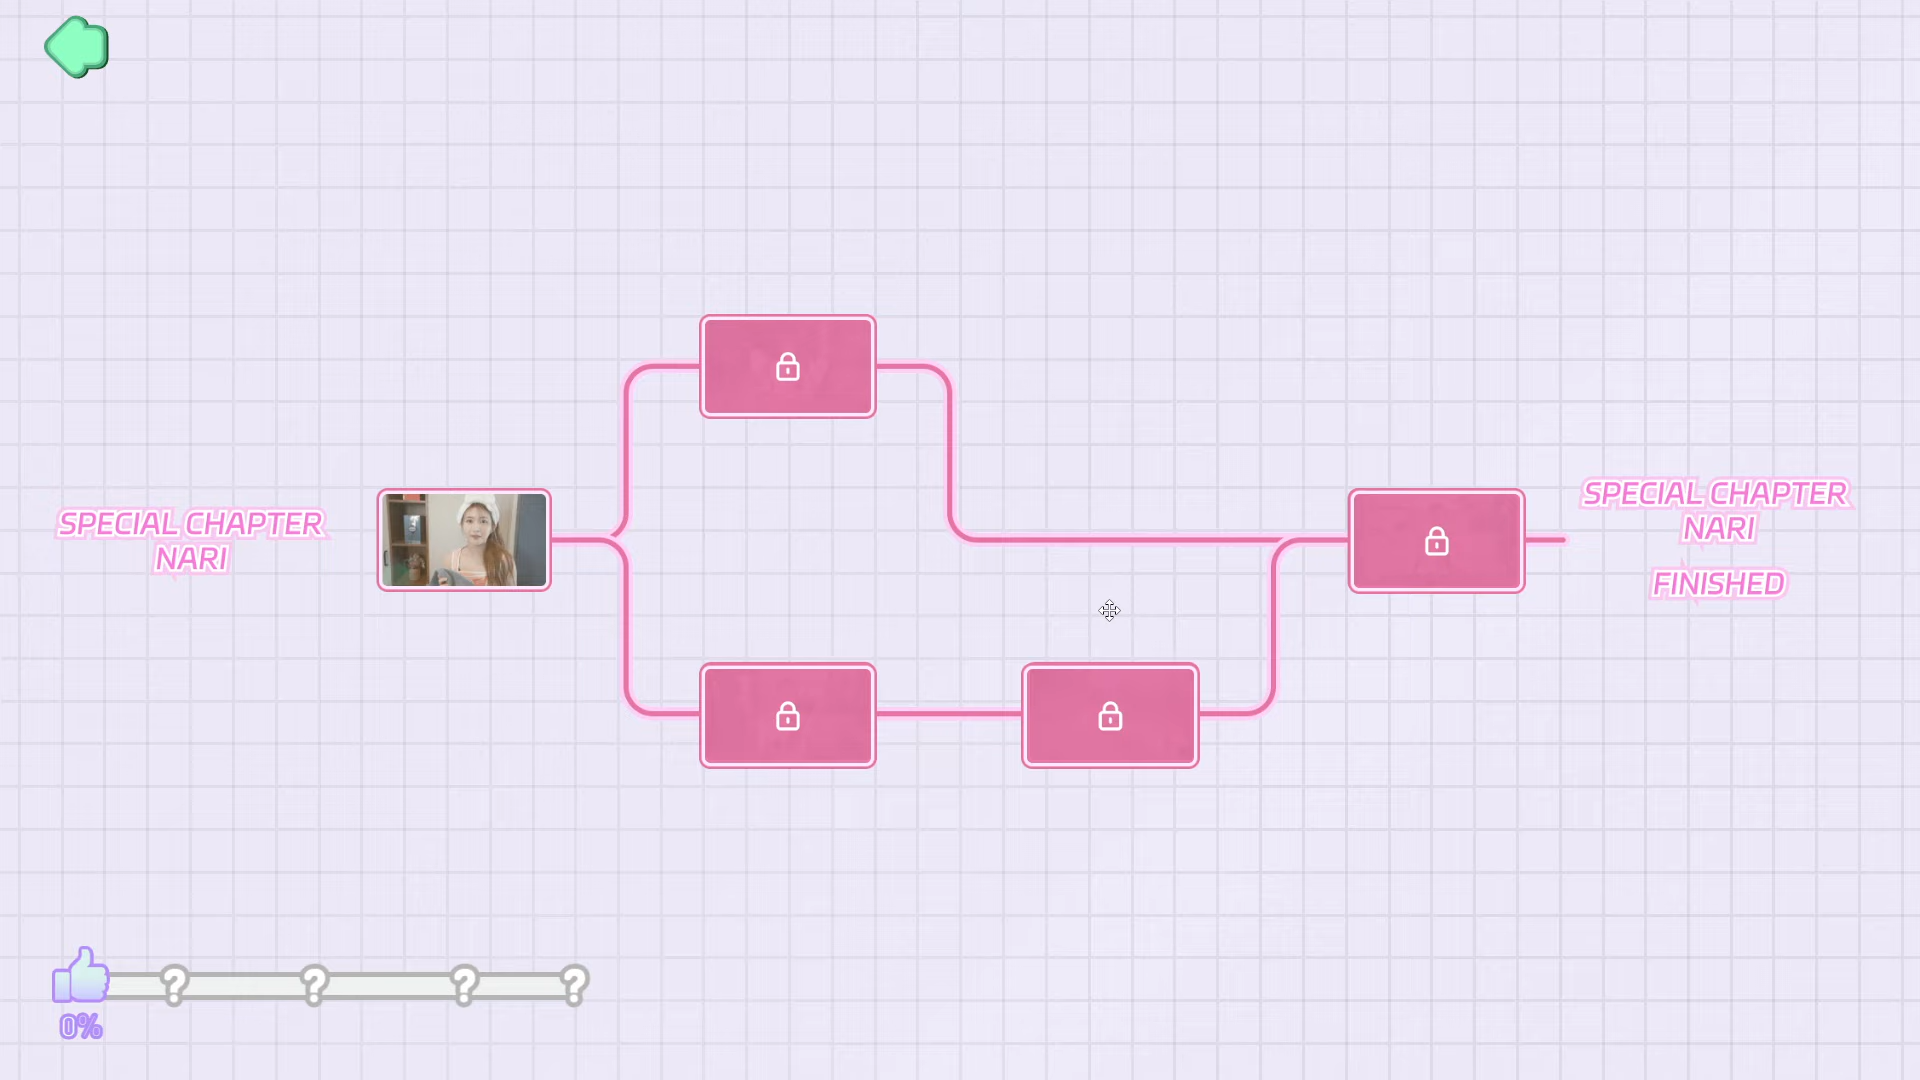 SPECIAL CHAPTER
NARI
SPECIAL CHAPTER
NARI
FINISHED
?
?
?
?
0%